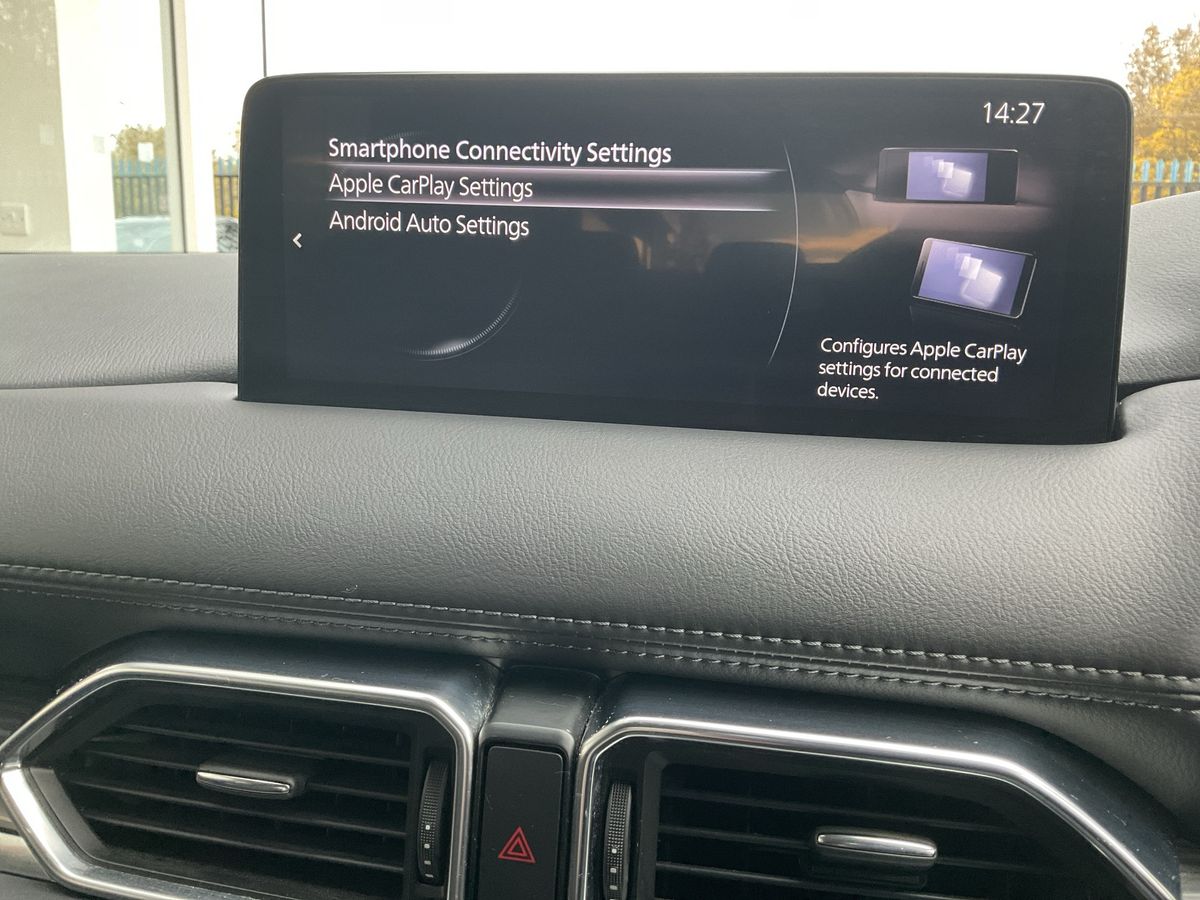 14:27
Smartphone Connectivity Settings
Apple CarPlay Settings
Android Auto Settings
Configures Apple CarPlay
settings for connected
devices.